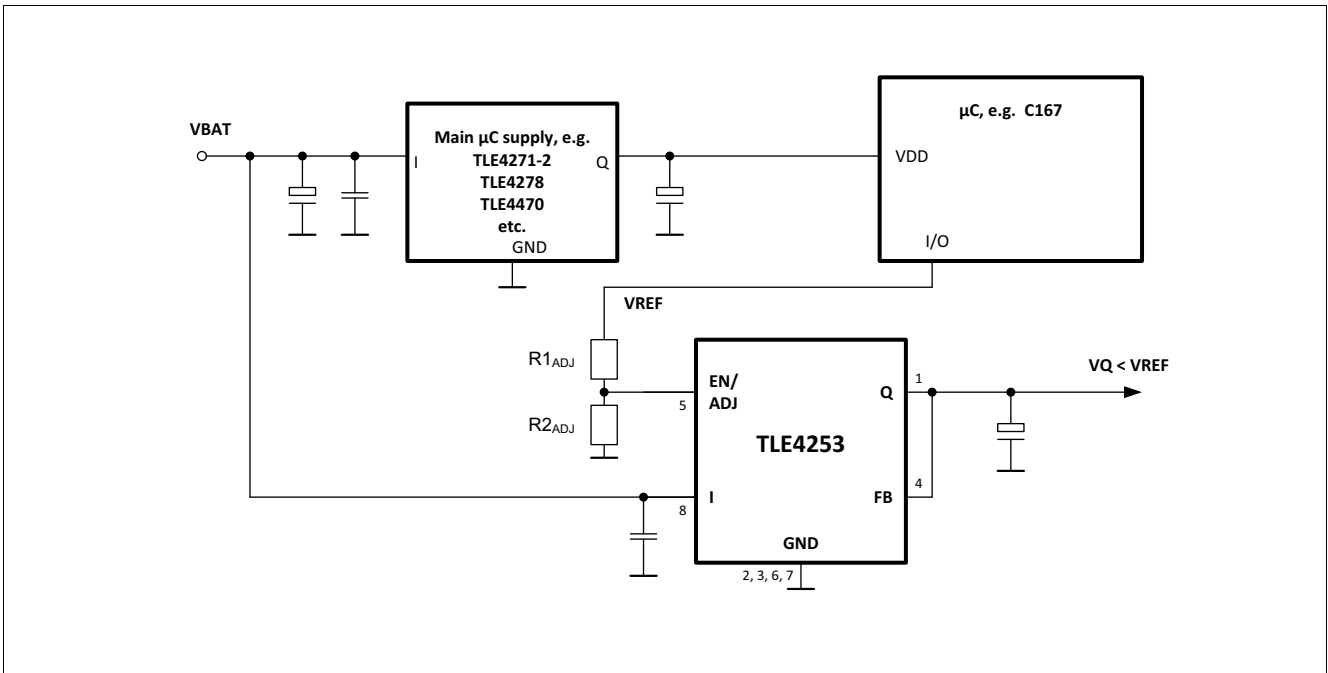 VBAT
I
Main µC supply, e.g.
TLE4271-2
TLE4278
TLE4470
etc.
GND
Q
µC, e.g. C167
VDD
I/O
VREF
R1ADJ
R2ADJ
5
EN/
ADJ
8
I
TLE4253
Q
1
FB
4
GND
2, 3, 6, 7
VQ < VREF